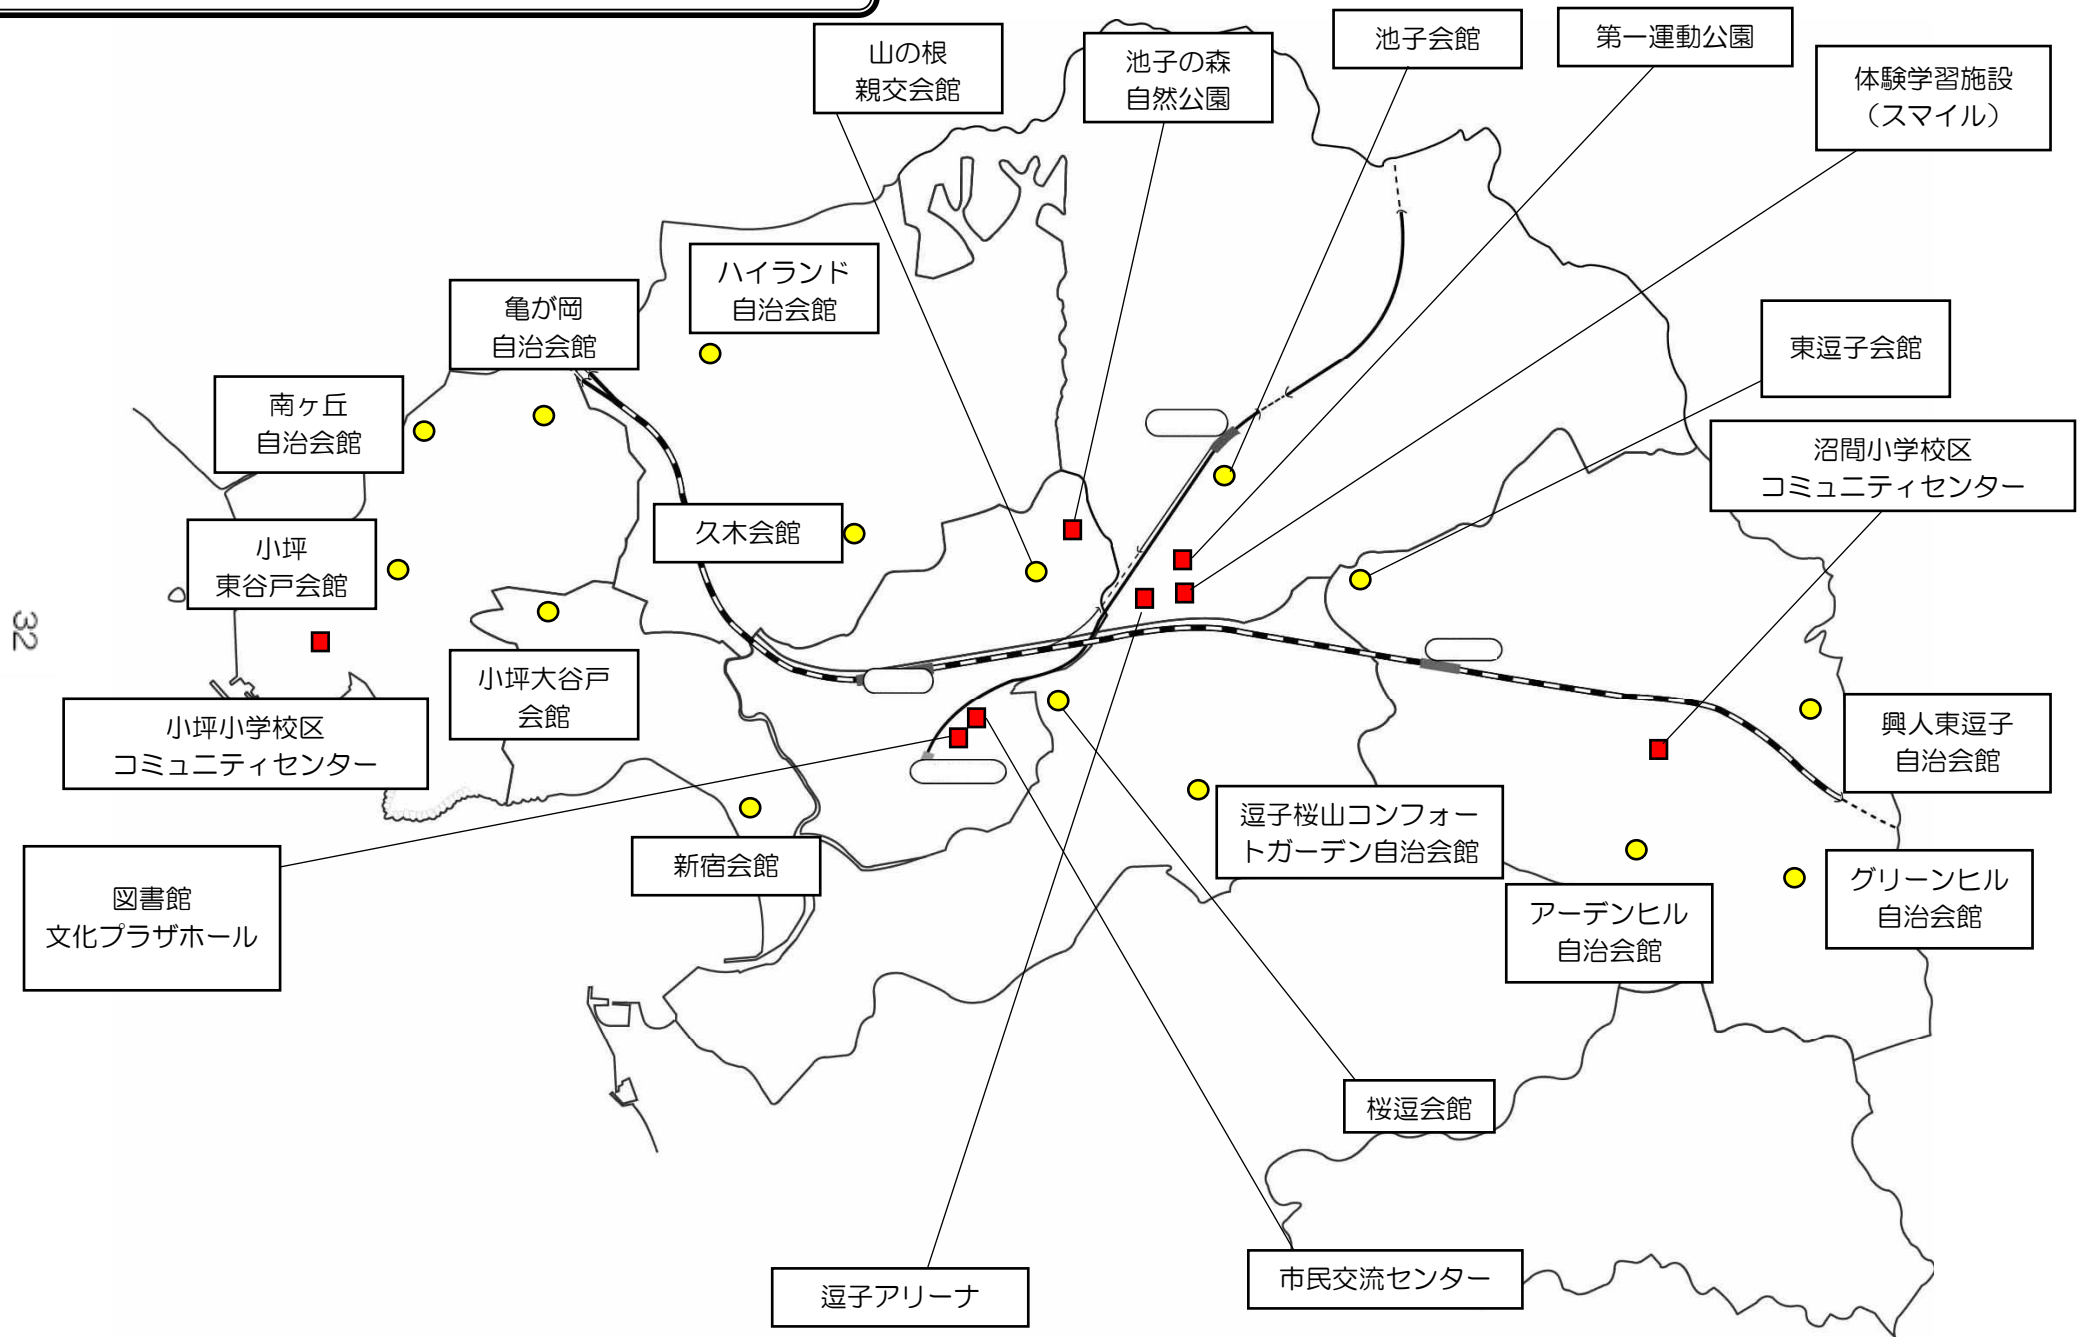 山の根
親交会館
池子の森
自然公園
池子会館
第一運動公園
体験学習施設
（スマイル）
ハイランド
自治会館
亀が岡
自治会館
東逗子会館
南ヶ丘
自治会館
沼間小学校区
コミュニティセンター
久木会館
小坪
東谷戸会館
32
小坪大谷戸
会館
小坪小学校区
コミュニティセンター
興人東逗子
自治会館
逗子桜山コンフォー
トガーデン自治会館
新宿会館
図書館
文化プラザホール
アーデンヒル
自治会館
グリーンヒル
自治会館
桜逗会館
市民交流センター
逗子アリーナ